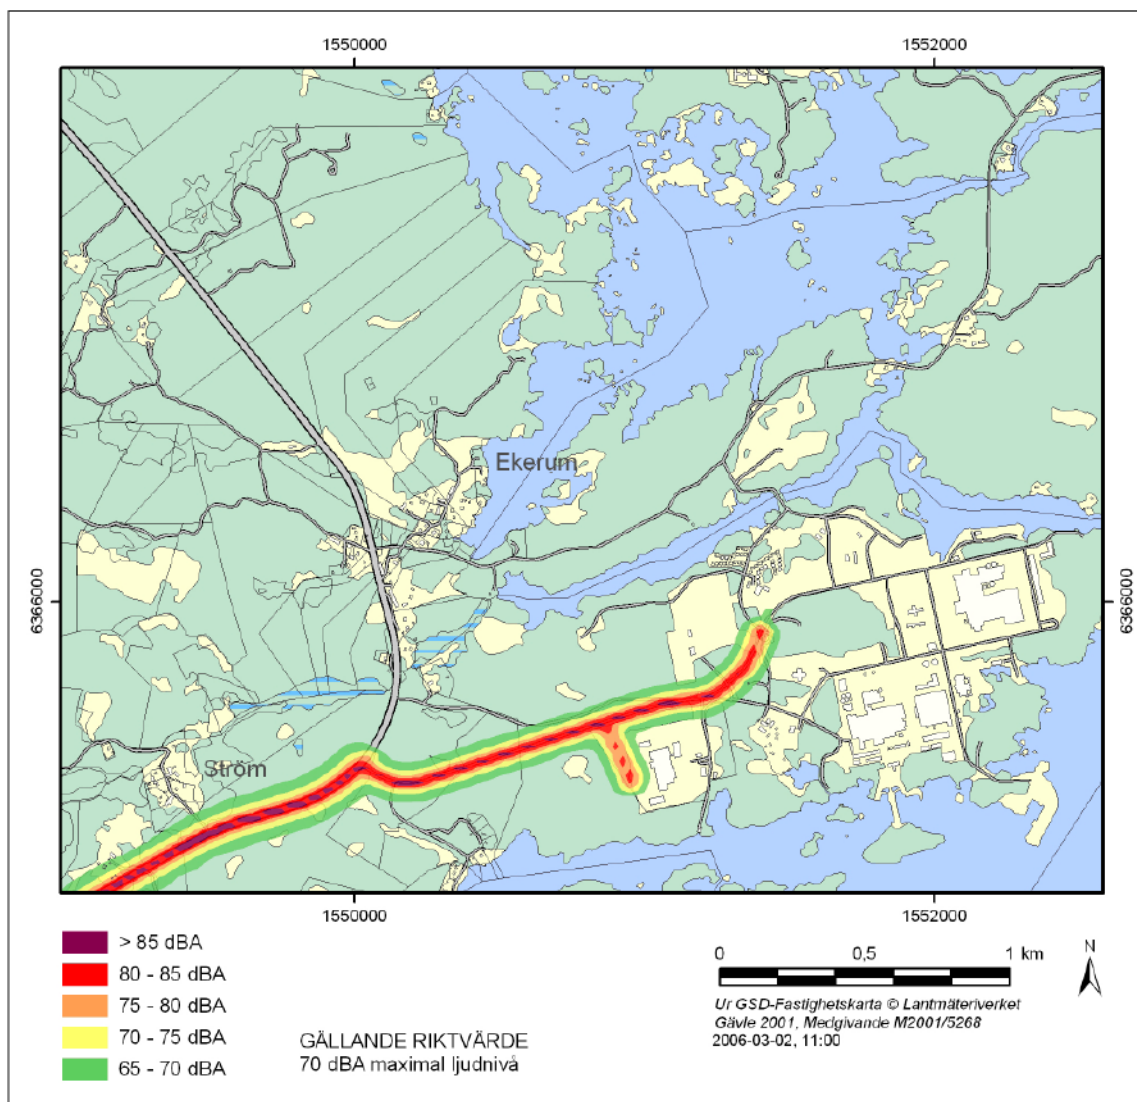 1550000
1552000
Ekerum
6366000
6366000
Ström
1550000
1552000
> 85 dBA
80 - 85 dBA
75 - 80 dBA
70 - 75 dBA
65 - 70 dBA
GÄLLANDE RIKTVÄRDE
70 dBA maximal ljudnivå
0 0,5 1 km
N
Ur GSD-Fastighetskarta © Lantmäteriverket
Gävle 2001, Medgivande M2001/5268
2006-03-02, 11:00